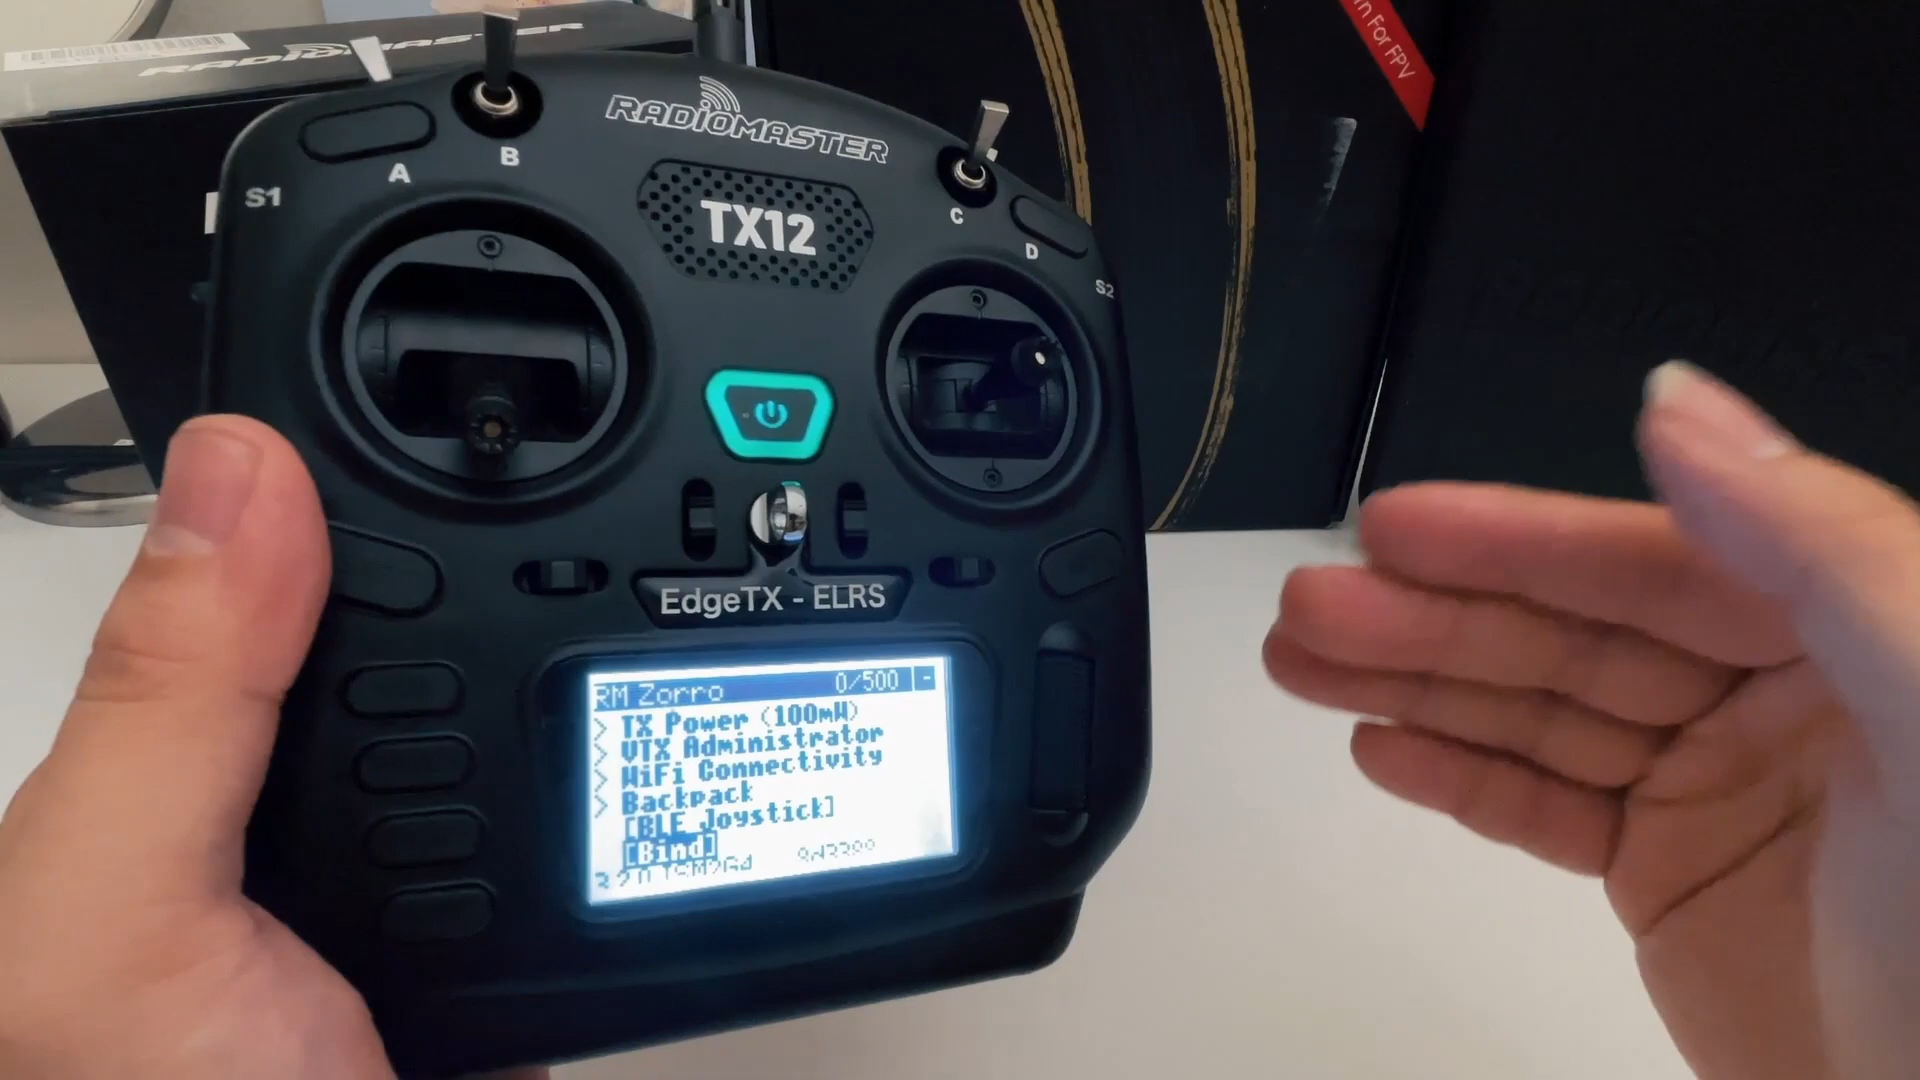 RADIOMASTER
n For FPV
RADIOMASTER
A
B
S1
TX12
C
D
S2
EdgeTX - ELRS
RM Zorro 0/500 -
> TX Power (100mW)
> VTX Administrator
> WiFi Connectivity
> Backpack
[BLE Joystick]
[Bind]